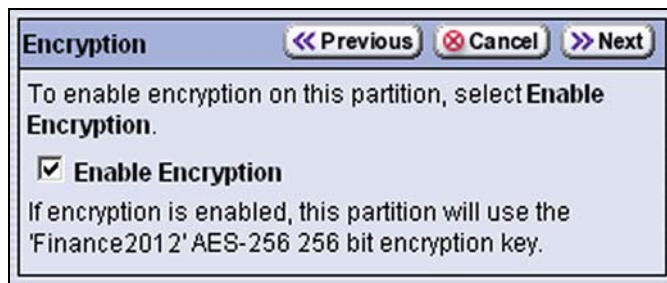 Encryption Previous Cancel Next
To enable encryption on this partition, select Enable
Encryption.
Enable Encryption
If encryption is enabled, this partition will use the
'Finance2012' AES-256 256 bit encryption key.